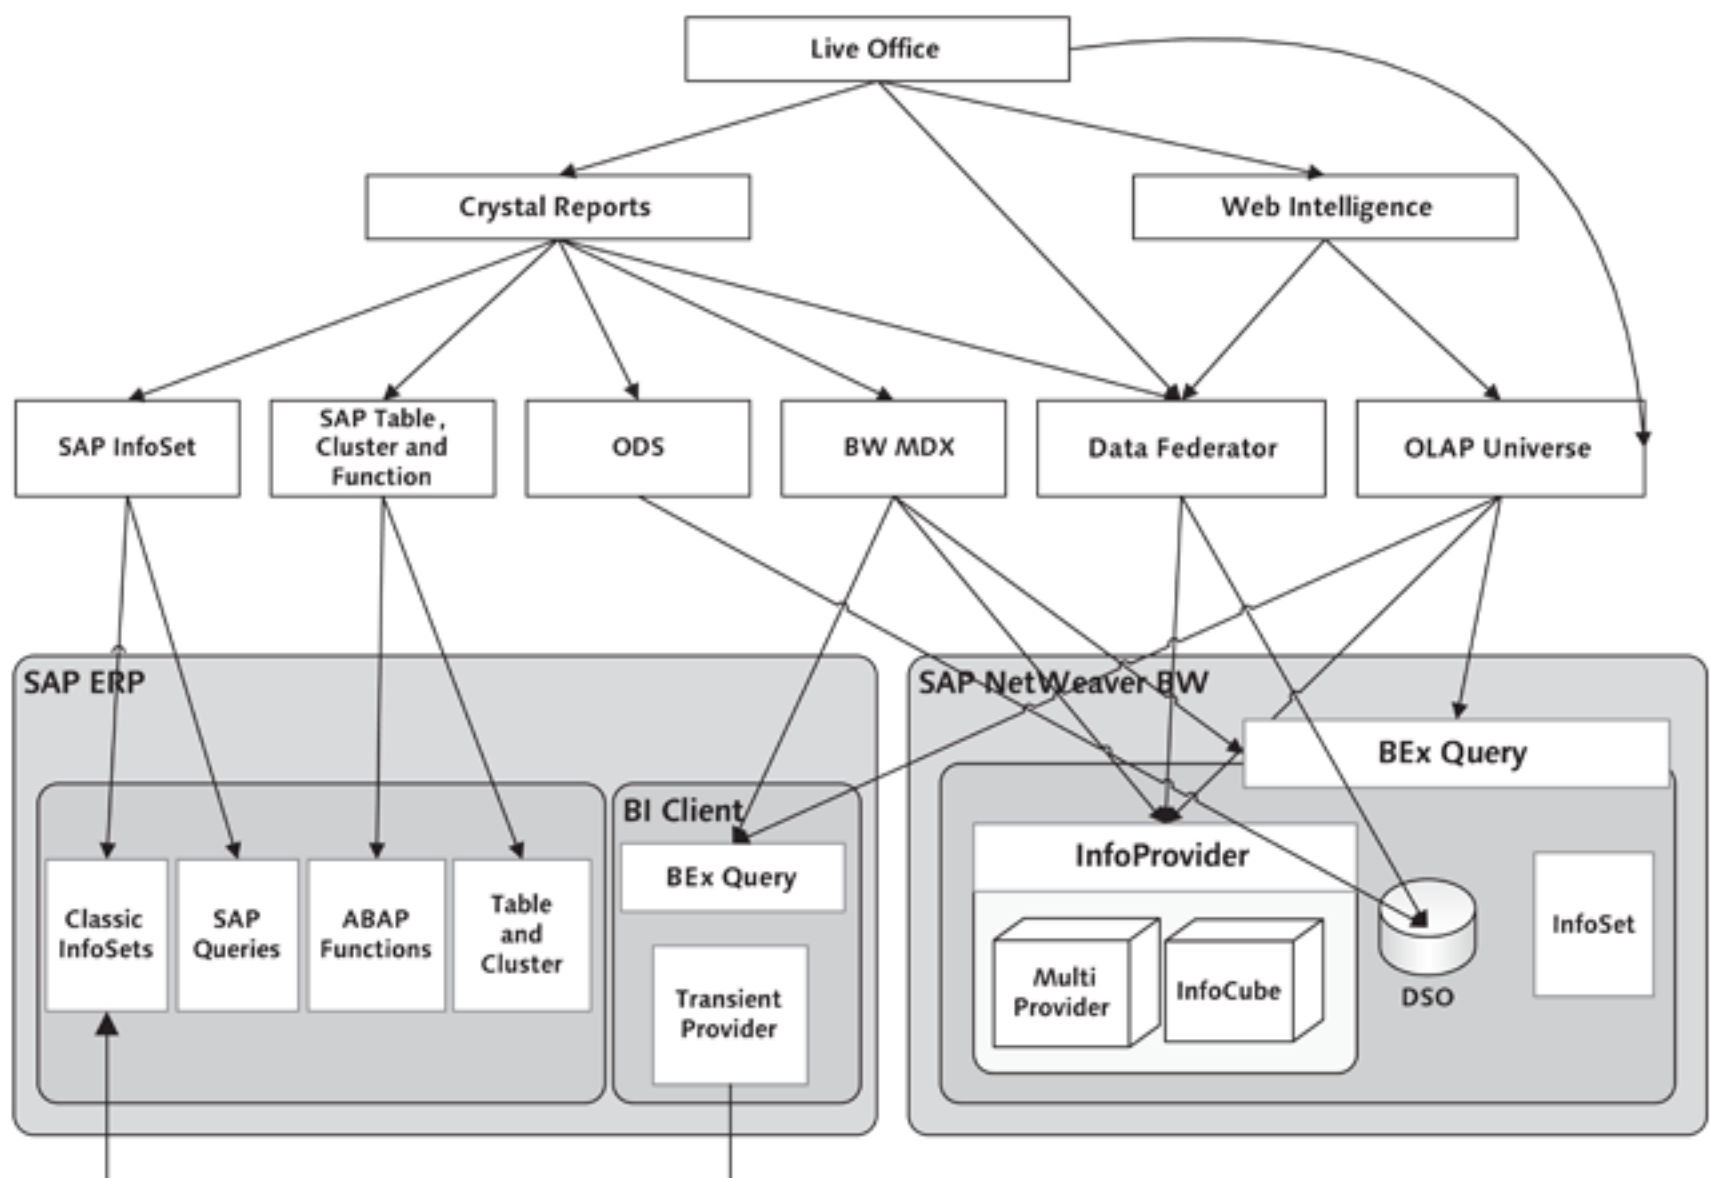 Live Office
Crystal Reports
Web Intelligence
SAP InfoSet
SAP Table,
Cluster and
Function
ODS
BW MDX
Data Federator
OLAP Universe
SAP ERP
SAP NetWeaver BW
BEx Query
BI Client
BEx Query
InfoProvider
Classic
InfoSets
SAP
Queries
ABAP
Functions
Table
and
Cluster
Transient
Provider
Multi
Provider
InfoCube
DSO
InfoSet